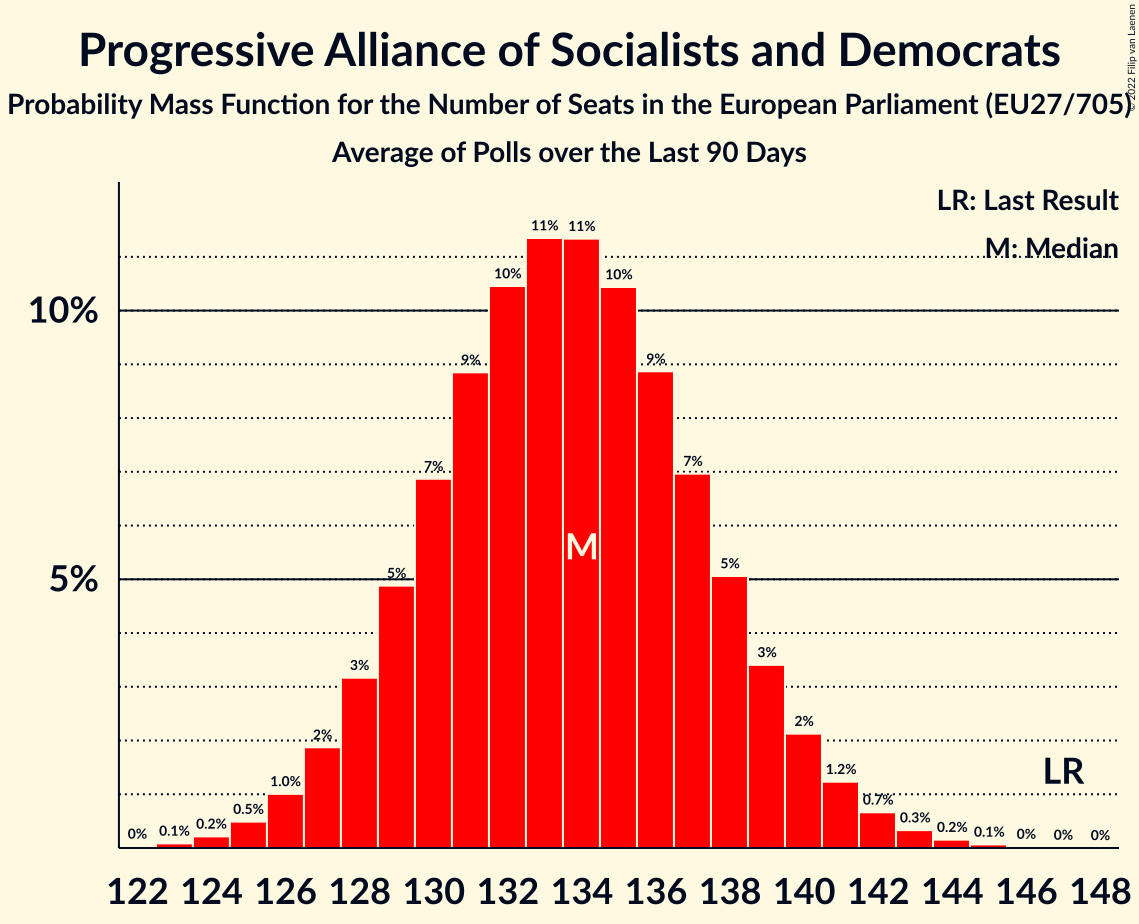 Progressive Alliance of Socialists and Democrats
© 2022 Filip van Laenen
Probability Mass Function for the Number of Seats in the European Parliament (EU27/705)
Average of Polls over the Last 90 Days
LR: Last Result
M: Median
11% 11%
10% 10%
10%
9% 9%
7% 7%
M
5%
5% 5%
3% 3%
2% 2%
LR
1.0% 1.2%
0.5% 0.7%
0% 0.1% 0.2% 0.3% 0.2% 0.1% 0% 0% 0%
122 124 126 128 130 132 134 136 138 140 142 144 146 148